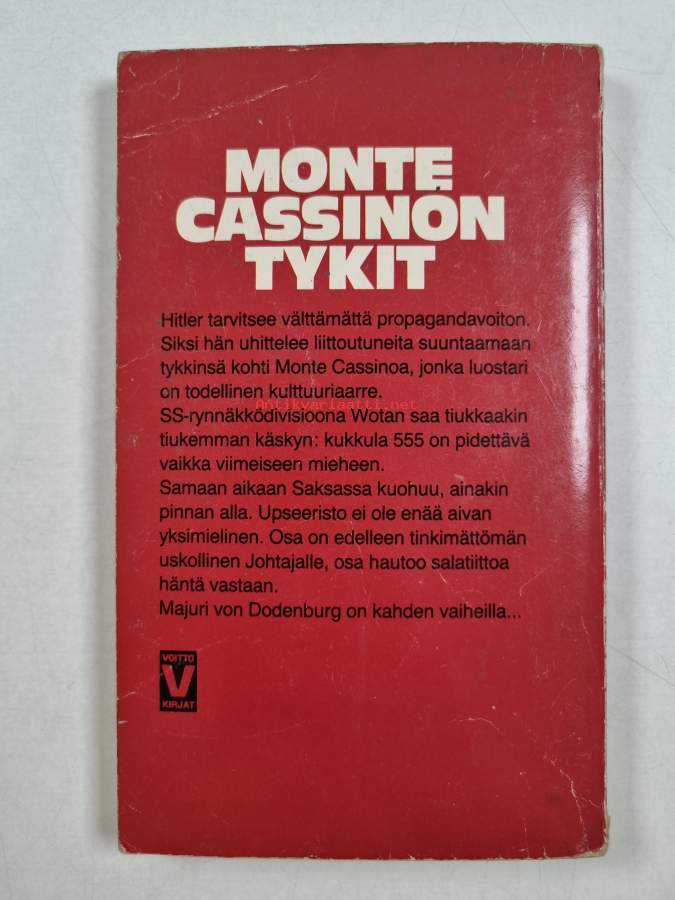 MONTE
CASSINON
TYKIT
Hitler tarvitsee välttämättä propagandavoiton.
Siksi hän uhittelee liittoutuneita suuntaamaan
tykkinsä kohti Monte Cassinoa, jonka luostari
on todellinen kulttuuriaarre.
Antikvariaatti.net
SS-rynnäkködivisioona Wotan saa tiukkaakin
tiukemman käskyn: kukkula 555 on pidettävä
vaikka viimeiseen mieheen.
Samaan aikaan Saksassa kuohuu, ainakin
pinnan alla. Upseeristo ei ole enää aivan
yksimielinen. Osa on edelleen tinkimättömän
uskollinen Johtajalle, osa hautoo salatiittoa
häntä vastaan.
Majuri von Dodenburg on kahden vaiheilla...
VOITTO
V
KIRJAT